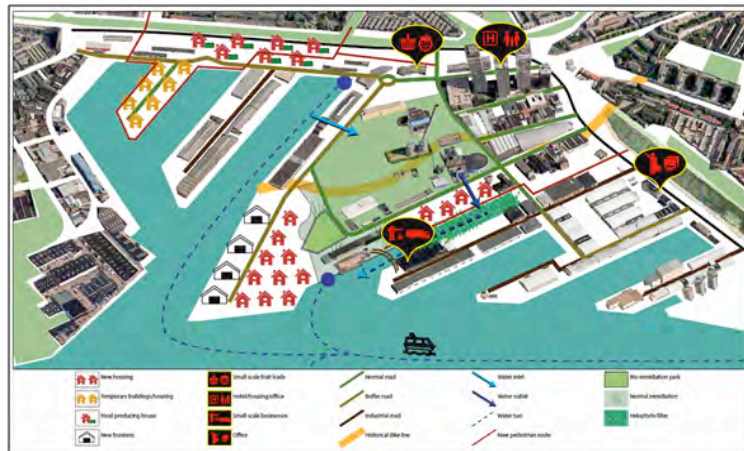 H
H
New housing
Small scale fruit trade
Normal road
Water inlet
Bio-remediation park
Temporary buildings/housing
Hotel/housing/office
Buffer road
Water outlet
Normal remediation
Food producing house
Small scale businesses
Industrial road
Water taxi
Helophyte filter
New business
Office
Historical dike line
New pedestrian route